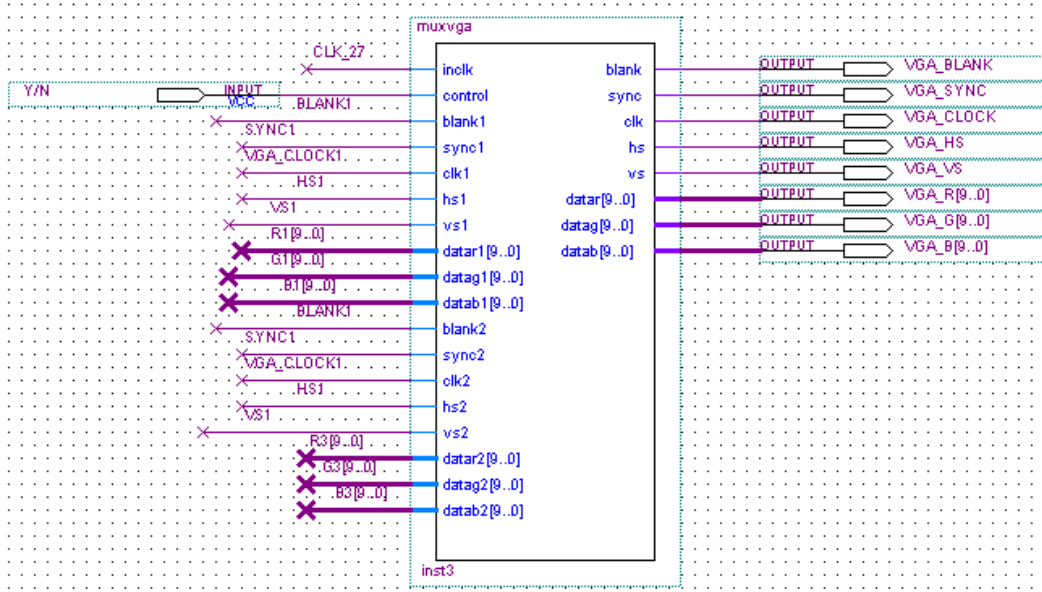 muxvga
CLK_27
inclk
blank
OUTPUT
VGA_BLANK
Y/N
INPUT
VCC
control
sync
OUTPUT
VGA_SYNC
BLANK1
blank1
clk
OUTPUT
VGA_CLOCK
SYNC1
sync1
hs
OUTPUT
VGA_HS
VGA_CLOCK1
clk1
vs
OUTPUT
VGA_VS
HS1
hs1
datar[9..0]
OUTPUT
VGA_R[9..0]
VS1
vs1
datag[9..0]
OUTPUT
VGA_G[9..0]
R1[9..0]
datar1[9..0]
datab[9..0]
OUTPUT
VGA_B[9..0]
G1[9..0]
datag1[9..0]
B1[9..0]
datab1[9..0]
BLANK1
blank2
SYNC1
sync2
VGA_CLOCK1
clk2
HS1
hs2
VS1
vs2
R3[9..0]
datar2[9..0]
G3[9..0]
datag2[9..0]
B3[9..0]
datab2[9..0]
inst3